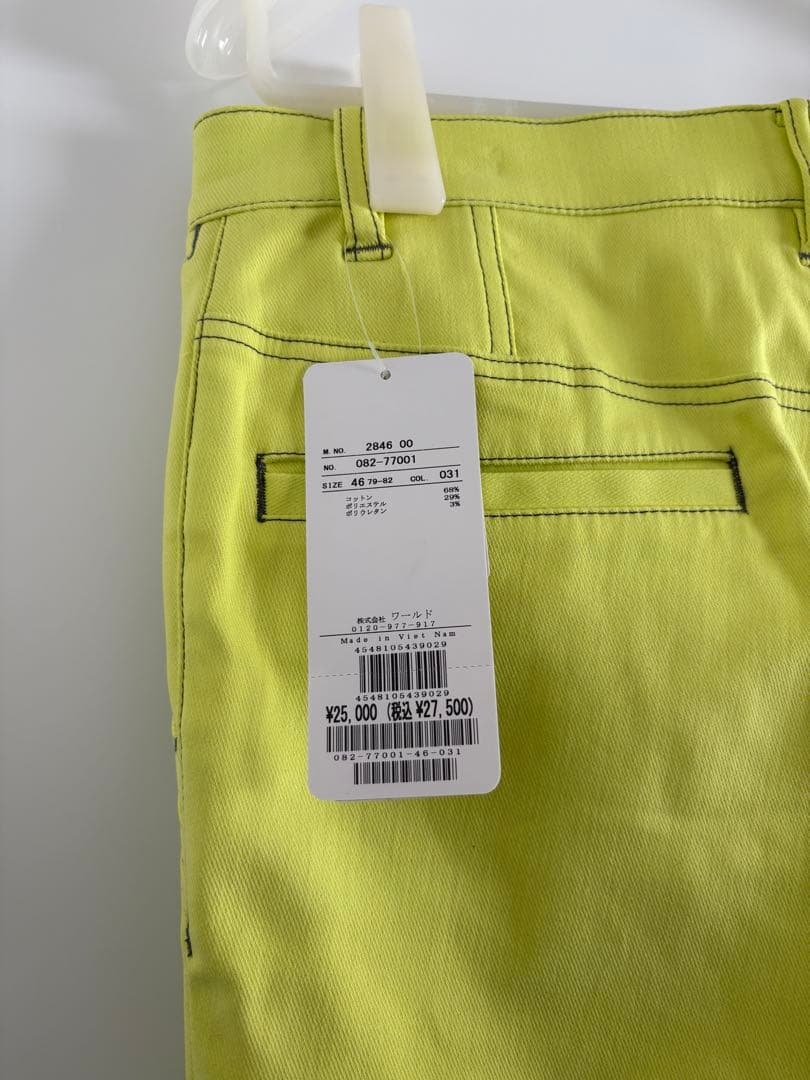 M. NO. 2846 00
NO. 082-77001
SIZE 46 79-82 COL. 031
コットン 68%
ポリエステル 29%
ポリウレタン 3%
株式会社 ワールド
0120-977-917
Made in Viet Nam
4548105439029
4548105439029
¥25,000 (税込¥27,500)
082-77001-46-031